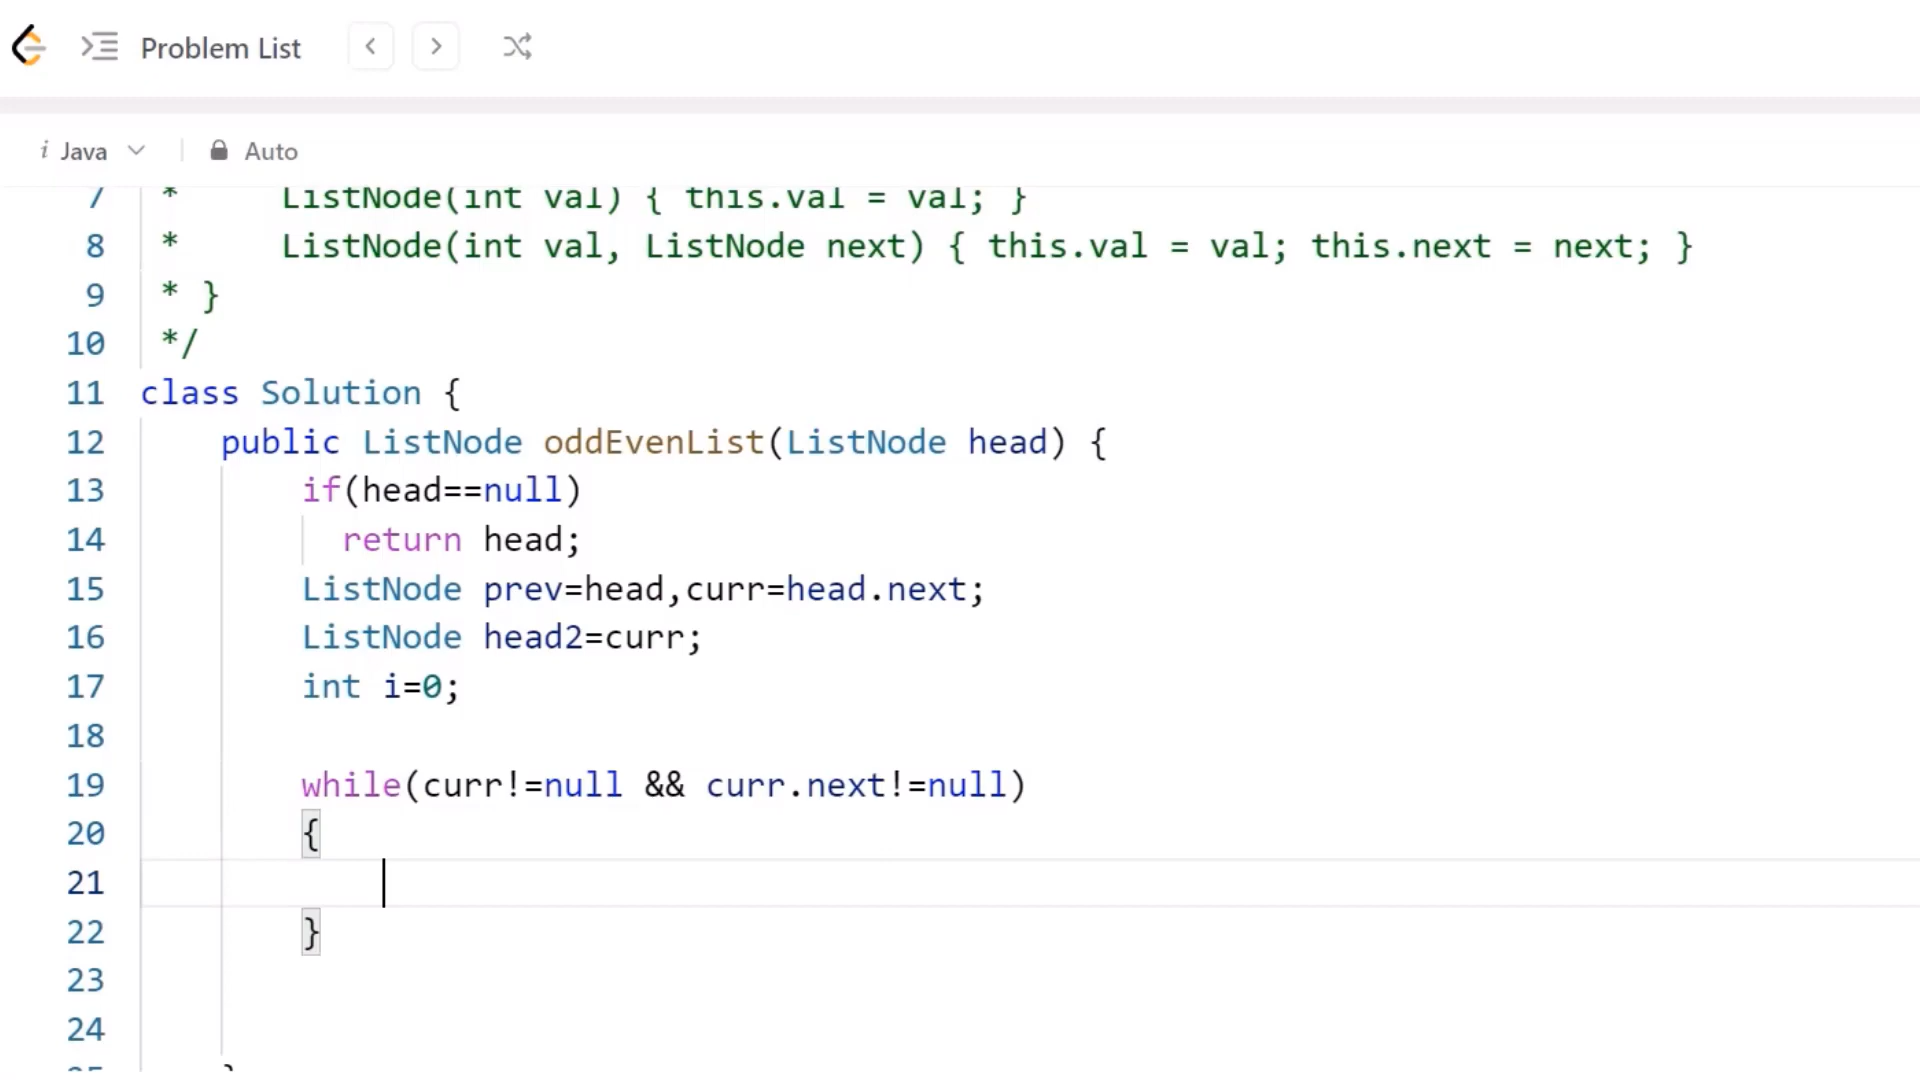 Problem List
Java Auto
7 * ListNode(int val) { this.val = val; }
8 * ListNode(int val, ListNode next) { this.val = val; this.next = next; }
9 * }
10 */
11 class Solution {
12 public ListNode oddEvenList(ListNode head) {
13 if(head==null)
14 return head;
15 ListNode prev=head,curr=head.next;
16 ListNode head2=curr;
17 int i=0;
18
19 while(curr!=null && curr.next!=null)
20 {
21
22 }
23
24